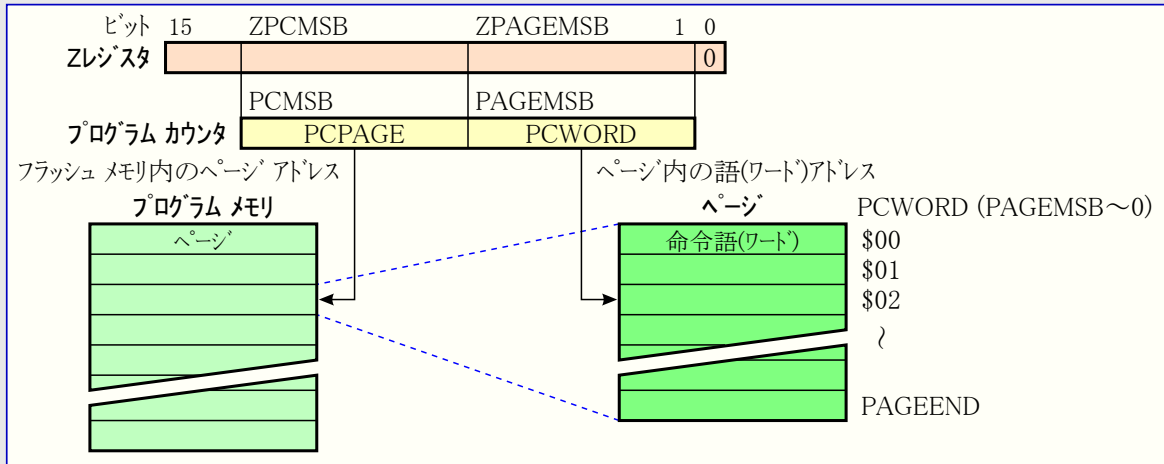 ビット 15 ZPCMSB ZPAGEMSB 1 0
Zレジスタ 0
PCMSB PAGEMSB
プログラム カウンタ PCPAGE PCWORD
フラッシュ メモリ内のページ アドレス ページ内の語(ワード)アドレス
プログラム メモリ ページ PCWORD (PAGEMSB～0)
ページ 命令語(ワード) $00
$01
$02
～
PAGEEND